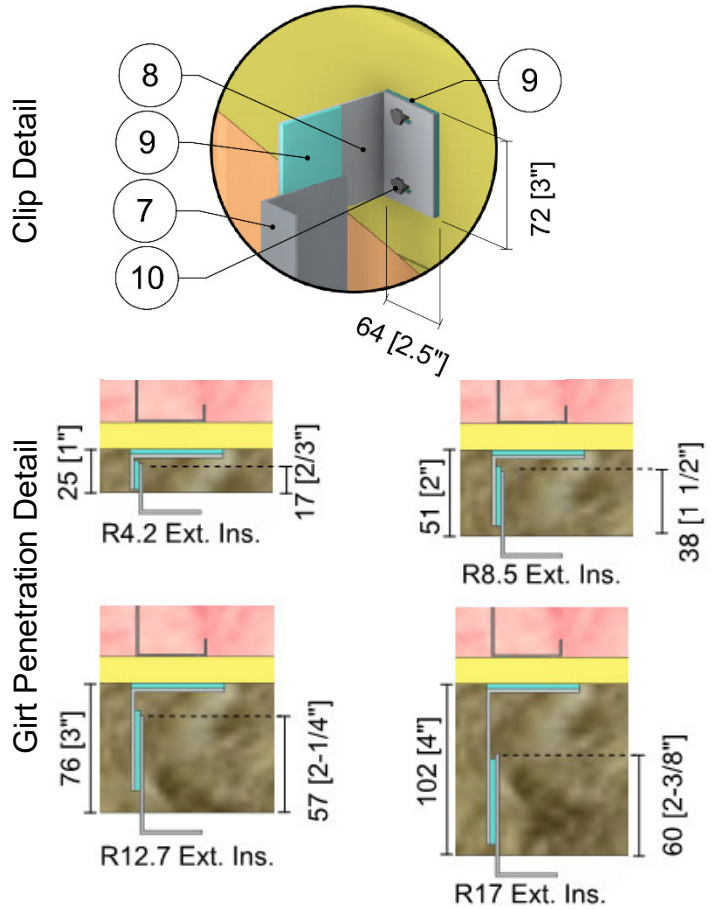 Clip Detail
8
9
9
7
10
72 [3"]
64 [2.5"]
Girt Penetration Detail
25 [1"]
17 [2/3"]
R4.2 Ext. Ins.
51 [2"]
38 [1 1/2"]
R8.5 Ext. Ins.
76 [3"]
57 [2-1/4"]
R12.7 Ext. Ins.
102 [4"]
60 [2-3/8"]
R17 Ext. Ins.